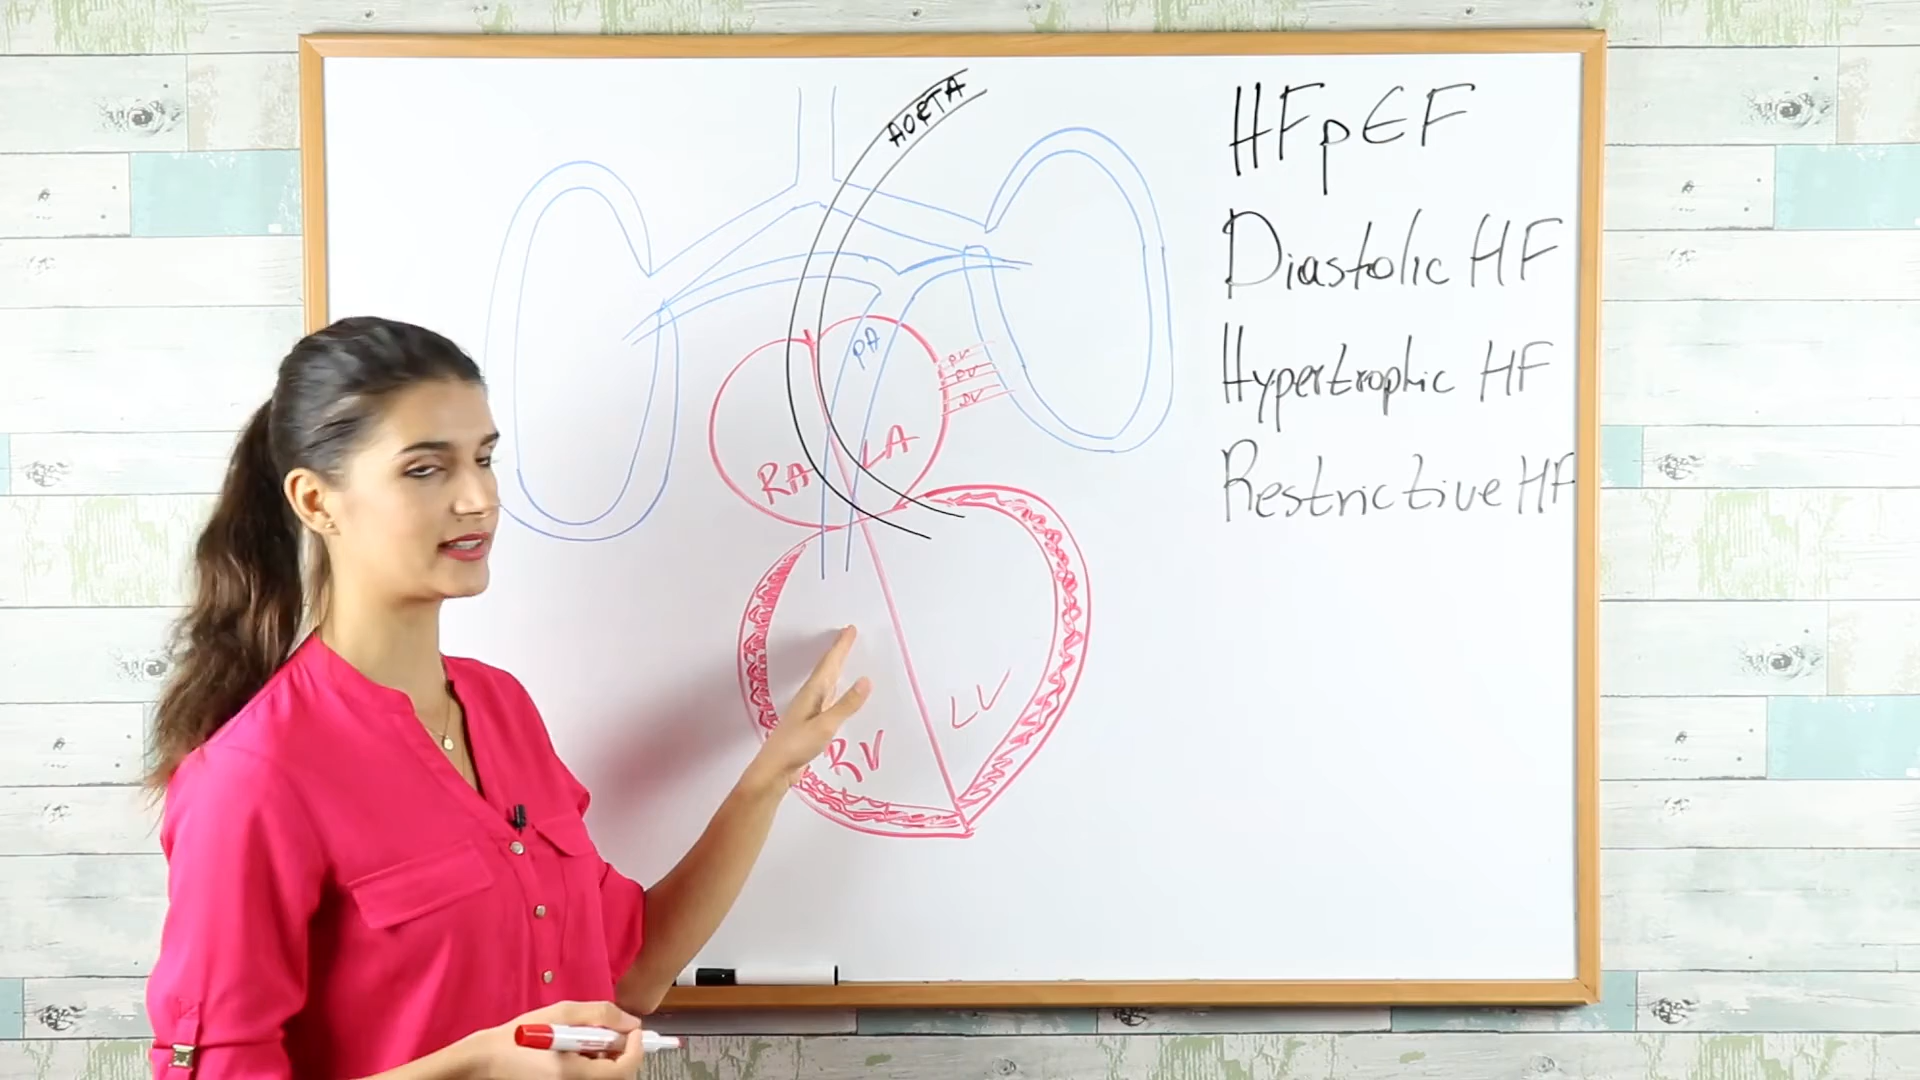 AORTA
HFpEF
Diastolic HF
Hypertrophic HF
Restrictive HF
PA
PV
PV
PV
RA
LA
LV
RV